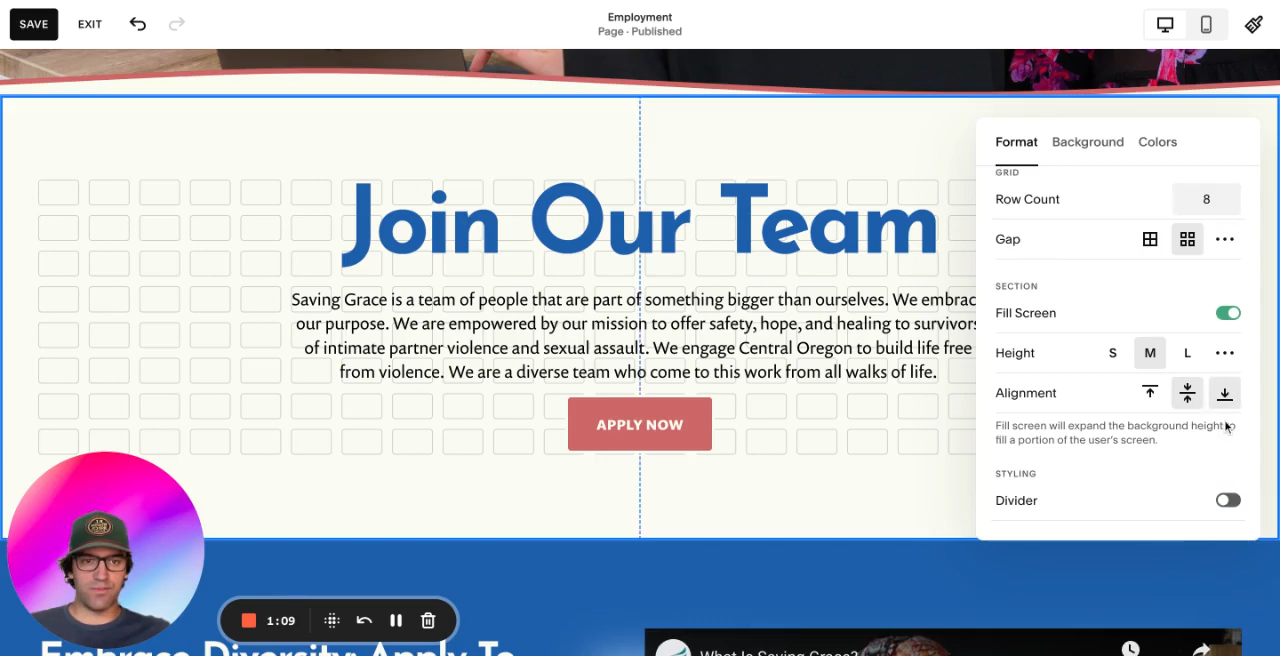 SAVE
EXIT
Employment
Page · Published
Format
Background
Colors
GRID
Row Count
8
Gap
SECTION
Fill Screen
Height
S
M
L
Alignment
Fill screen will expand the background height to
fill a portion of the user's screen.
STYLING
Divider
Join Our Team
Saving Grace is a team of people that are part of something bigger than ourselves. We embrac
our purpose. We are empowered by our mission to offer safety, hope, and healing to survivors
of intimate partner violence and sexual assault. We engage Central Oregon to build life free
from violence. We are a diverse team who come to this work from all walks of life.
APPLY NOW
1:09
Embrace Diversity: Apply To
What Is Saving Grace?